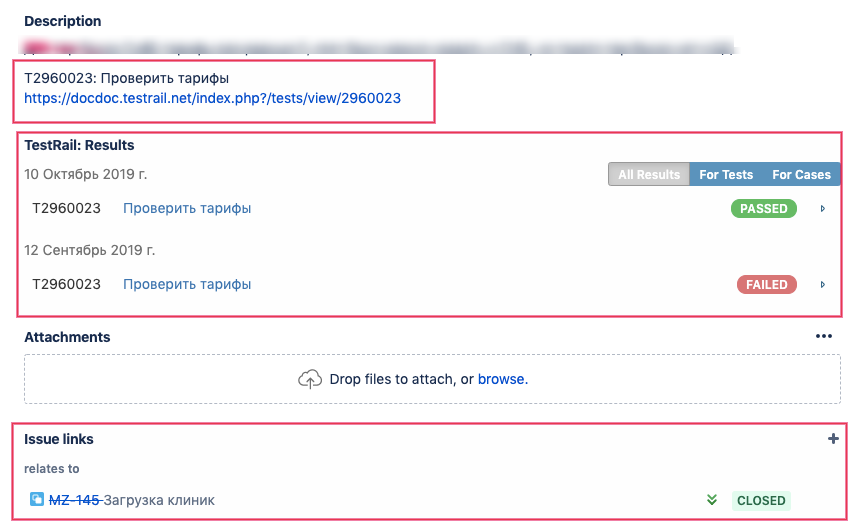 Description
T2960023: Проверить тарифы
https://docdoc.testrail.net/index.php?/tests/view/2960023
TestRail: Results
10 Октябрь 2019 г.
All Results For Tests For Cases
T2960023 Проверить тарифы PASSED
12 Сентябрь 2019 г.
T2960023 Проверить тарифы FAILED
Attachments
Drop files to attach, or browse.
Issue links
relates to
MZ-145 Загрузка клиник CLOSED